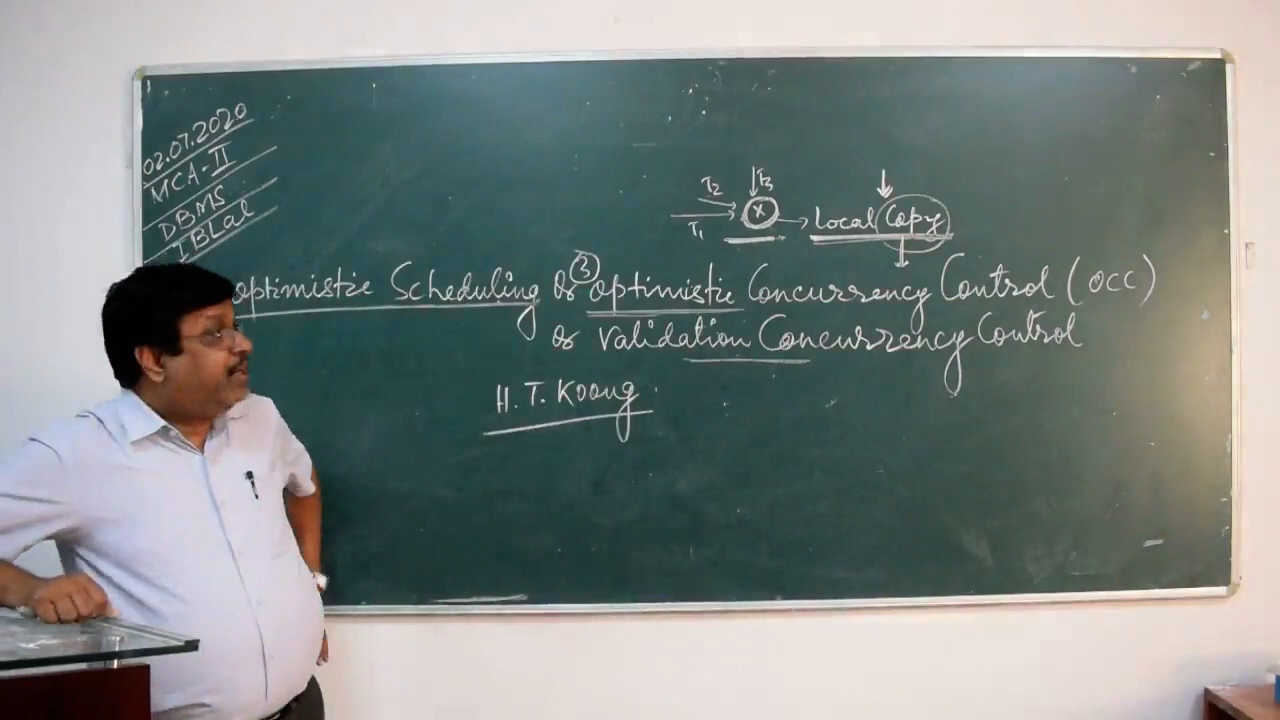 02.07.2020
MCA-II
DBMS
IBLal
T2 T3
T1 X Local Copy
optimistic Scheduling or ③ optimistic Concurrency Control (OCC)
or Validation Concurrency Control
H. T. Koong